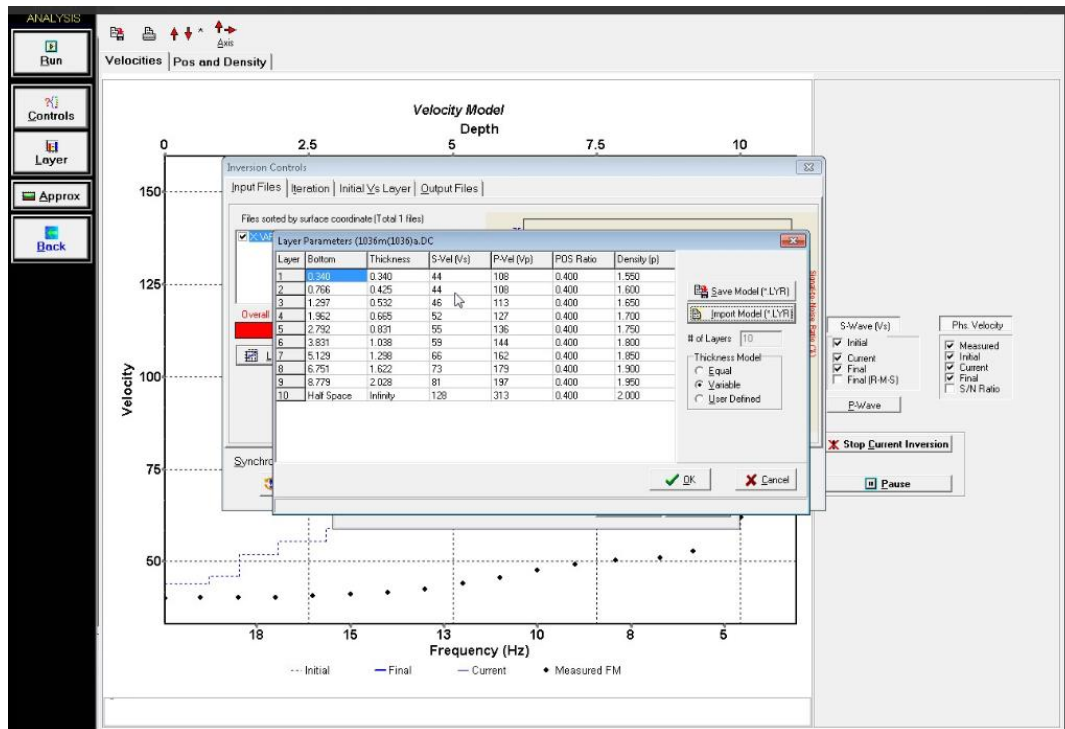 ANALYSIS
Run
Controls
Layer
Approx
Back
Axis
Velocities Pos and Density
Velocity Model
Depth
0 2.5 5 7.5 10
Inversion Controls
Input Files Iteration Initial Vs Layer Output Files
Files sorted by surface coordinate (Total 1 files)
Layer Parameters (1036m(1036)a.DC
Layer Bottom Thickness S-Vel (Vs) P-Vel (Vp) POS Ratio Density (p)
1 0.340 0.340 44 108 0.400 1.550
2 0.766 0.425 44 108 0.400 1.600
3 1.297 0.532 46 113 0.400 1.650
4 1.962 0.665 52 127 0.400 1.700
5 2.792 0.831 55 136 0.400 1.750
6 3.831 1.038 59 144 0.400 1.800
7 5.129 1.298 66 162 0.400 1.850
8 6.751 1.622 73 179 0.400 1.900
9 8.779 2.028 81 197 0.400 1.950
10 Half Space Infinity 128 313 0.400 2.000
Save Model (*.LYR)
Import Model (*.LYR)
# of Layers 10
Thickness Model
Equal
Variable
User Defined
OK Cancel
Overall
Synchro
S-Wave (Vs)
Initial
Current
Final
Final (R-M-S)
P-Wave
Phs. Velocity
Measured
Initial
Current
Final
S/N Ratio
Stop Current Inversion
Pause
Velocity
150
125
100
75
50
18 15 13 10 8 5
Frequency (Hz)
Initial Final Current Measured FM